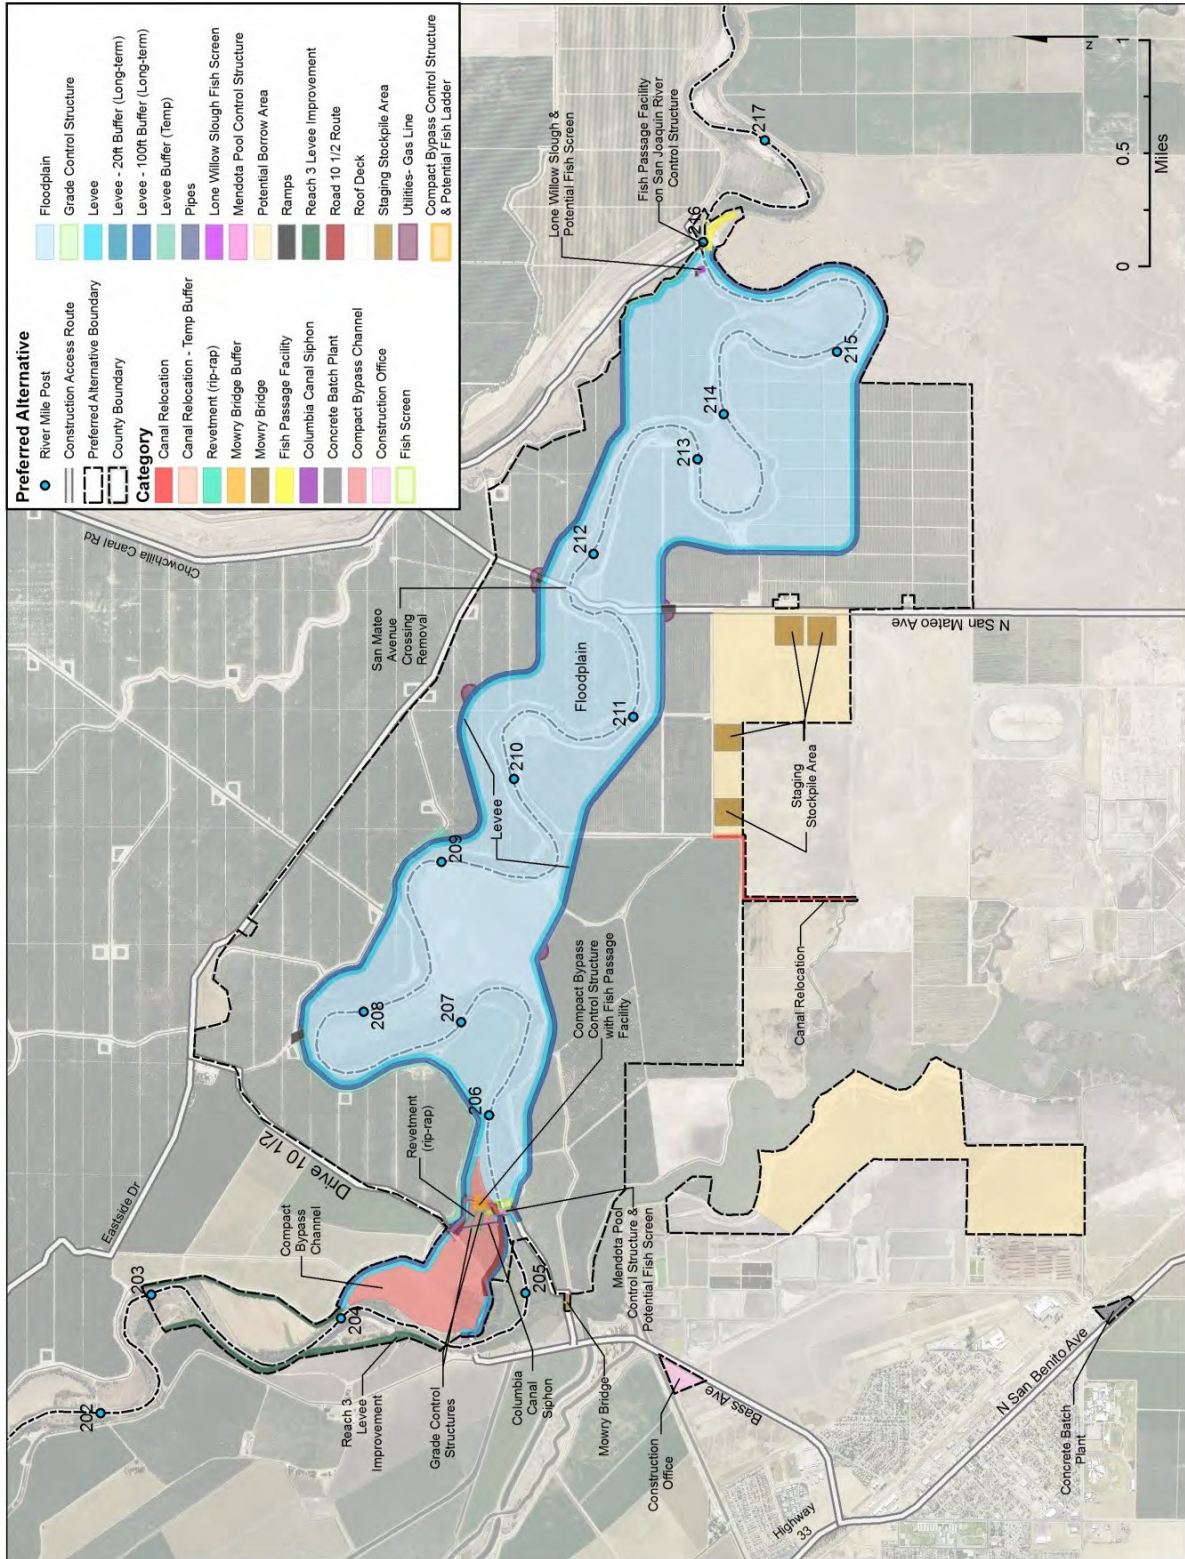 Preferred Alternative
River Mile Post
Construction Access Route
Preferred Alternative Boundary
County Boundary
Category
Canal Relocation
Canal Relocation - Temp Buffer
Revetment (rip-rap)
Mowry Bridge Buffer
Mowry Bridge
Fish Passage Facility
Columbia Canal Siphon
Concrete Batch Plant
Compact Bypass Channel
Construction Office
Fish Screen
Floodplain
Grade Control Structure
Levee
Levee - 20ft Buffer (Long-term)
Levee - 100ft Buffer (Long-term)
Levee Buffer (Temp)
Pipes
Lone Willow Slough Fish Screen
Mendota Pool Control Structure
Potential Borrow Area
Ramps
Reach 3 Levee Improvement
Road 10 1/2 Route
Roof Deck
Staging Stockpile Area
Utilities- Gas Line
Compact Bypass Control Structure
& Potential Fish Ladder
Chowchilla Canal Rd
Eastside Dr
Drive 10 1/2
San Mateo
Avenue
Crossing
Removal
Lone Willow Slough &
Potential Fish Screen
Fish Passage Facility
on San Joaquin River
Control Structure
202
203
204
205
206
207
208
209
210
211
212
213
214
215
216
217
Floodplain
Levee
Compact
Bypass
Channel
Revetment
(rip-rap)
Compact Bypass
Control Structure
with Fish Passage
Facility
Reach 3
Levee
Improvement
Grade Control
Structures
Columbia
Canal
Siphon
Mowry Bridge
Mendota Pool
Control Structure &
Potential Fish Screen
Canal Relocation
Staging
Stockpile Area
N San Mateo Ave
Construction
Office
Bass Ave
Highway
33
N San Benito Ave
Concrete Batch
Plant
N
0
0.5
1
Miles